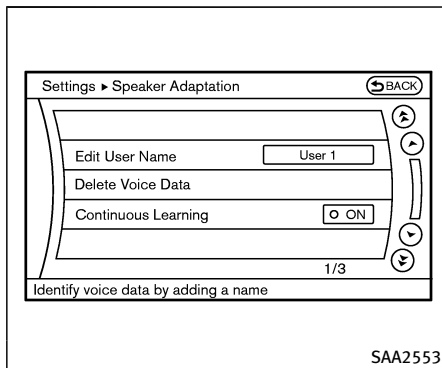 Settings ▸ Speaker Adaptation BACK
Edit User Name User 1
Delete Voice Data
Continuous Learning ON
1/3
Identify voice data by adding a name
SAA2553